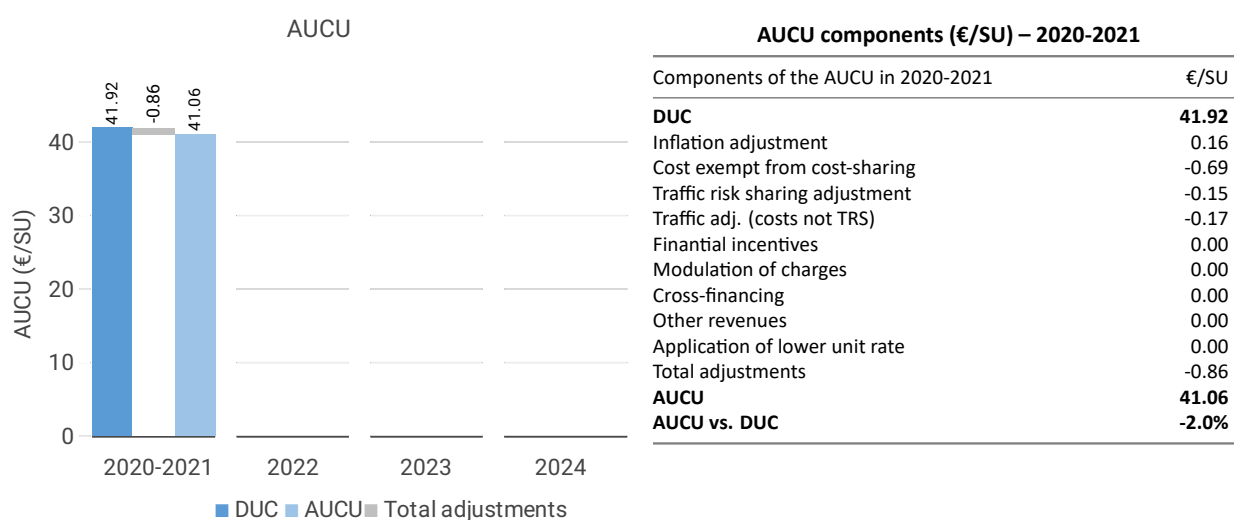 AUCU
41.92
-0.86
41.06
AUCU (€/SU)
40
30
20
10
0
2020-2021 2022 2023 2024
DUC AUCU Total adjustments
AUCU components (€/SU) – 2020-2021
Components of the AUCU in 2020-2021 €/SU
DUC 41.92
Inflation adjustment 0.16
Cost exempt from cost-sharing -0.69
Traffic risk sharing adjustment -0.15
Traffic adj. (costs not TRS) -0.17
Finantial incentives 0.00
Modulation of charges 0.00
Cross-financing 0.00
Other revenues 0.00
Application of lower unit rate 0.00
Total adjustments -0.86
AUCU 41.06
AUCU vs. DUC -2.0%